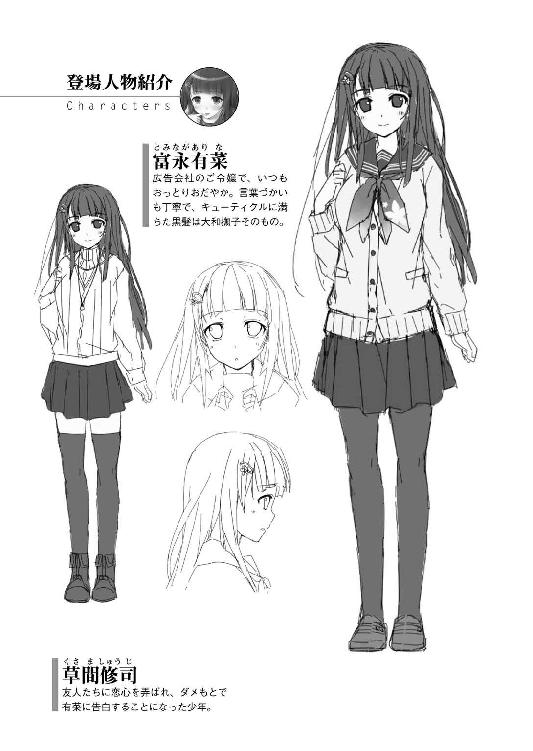 登場人物紹介
Characters
とみながありな
富永有菜
広告会社のご令嬢で、いつも
おっとりおだやか。言葉づかい
も丁寧で、キューティクルに満
ちた黒髪は大和撫子そのもの。
くさましゅうじ
草間修司
友人たちに恋心を弄ばれ、ダメもとで
有菜に告白することになった少年。